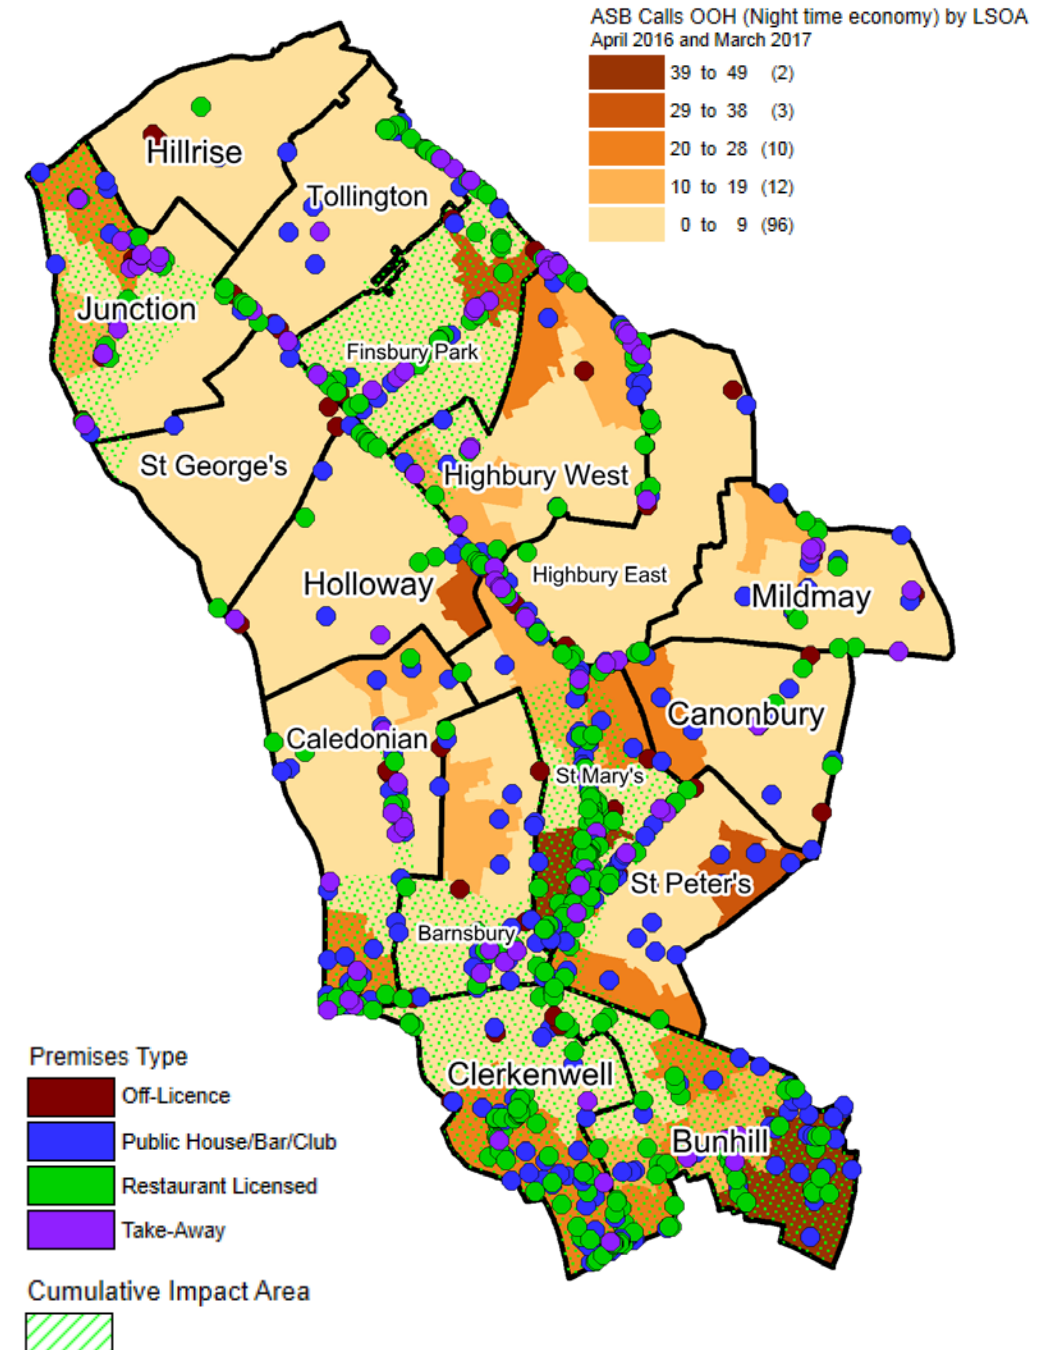 ASB Calls OOH (Night time economy) by LSOA
April 2016 and March 2017
39 to 49 (2)
29 to 38 (3)
20 to 28 (10)
10 to 19 (12)
0 to 9 (96)
Hillrise
Tollington
Junction
Finsbury Park
St George's
Highbury West
Holloway
Highbury East
Mildmay
Canonbury
Caledonian
St Mary's
St Peter's
Barnsbury
Clerkenwell
Bunhill
Premises Type
Off-Licence
Public House/Bar/Club
Restaurant Licensed
Take-Away
Cumulative Impact Area